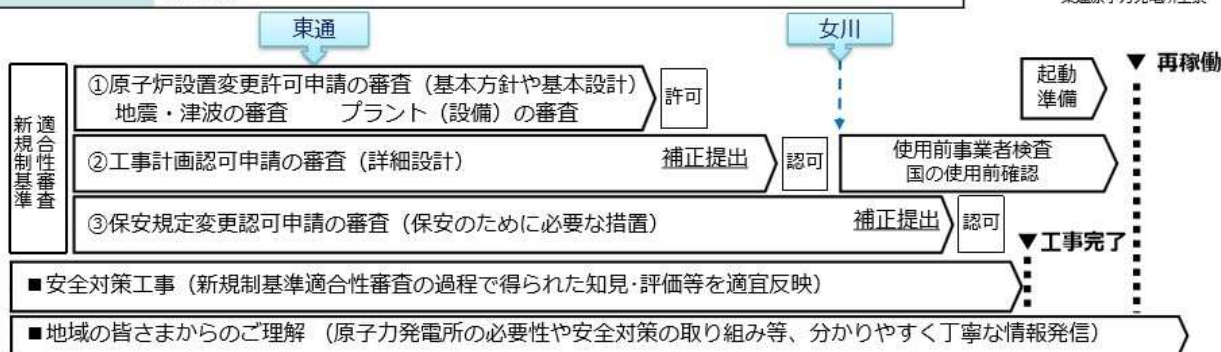 東通
女川
新規制基準
適合性審査
①原子炉設置変更許可申請の審査（基本方針や基本設計）
地震・津波の審査　　プラント（設備）の審査
許可
起動
準備
▼ 再稼働
②工事計画認可申請の審査（詳細設計）
補正提出
認可
使用前事業者検査
国の使用前確認
③保安規定変更認可申請の審査（保安のために必要な措置）
補正提出
認可
▼工事完了
■安全対策工事（新規制基準適合性審査の過程で得られた知見･評価等を適宜反映）
■地域の皆さまからのご理解 （原子力発電所の必要性や安全対策の取り組み等、分かりやすく丁寧な情報発信）